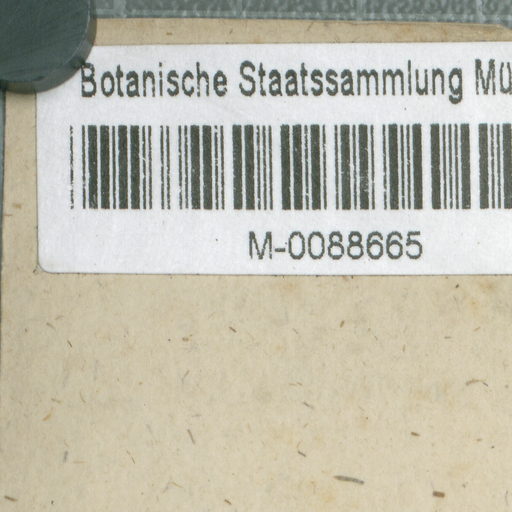 Botanische Staatssammlung Mü
M-0088665